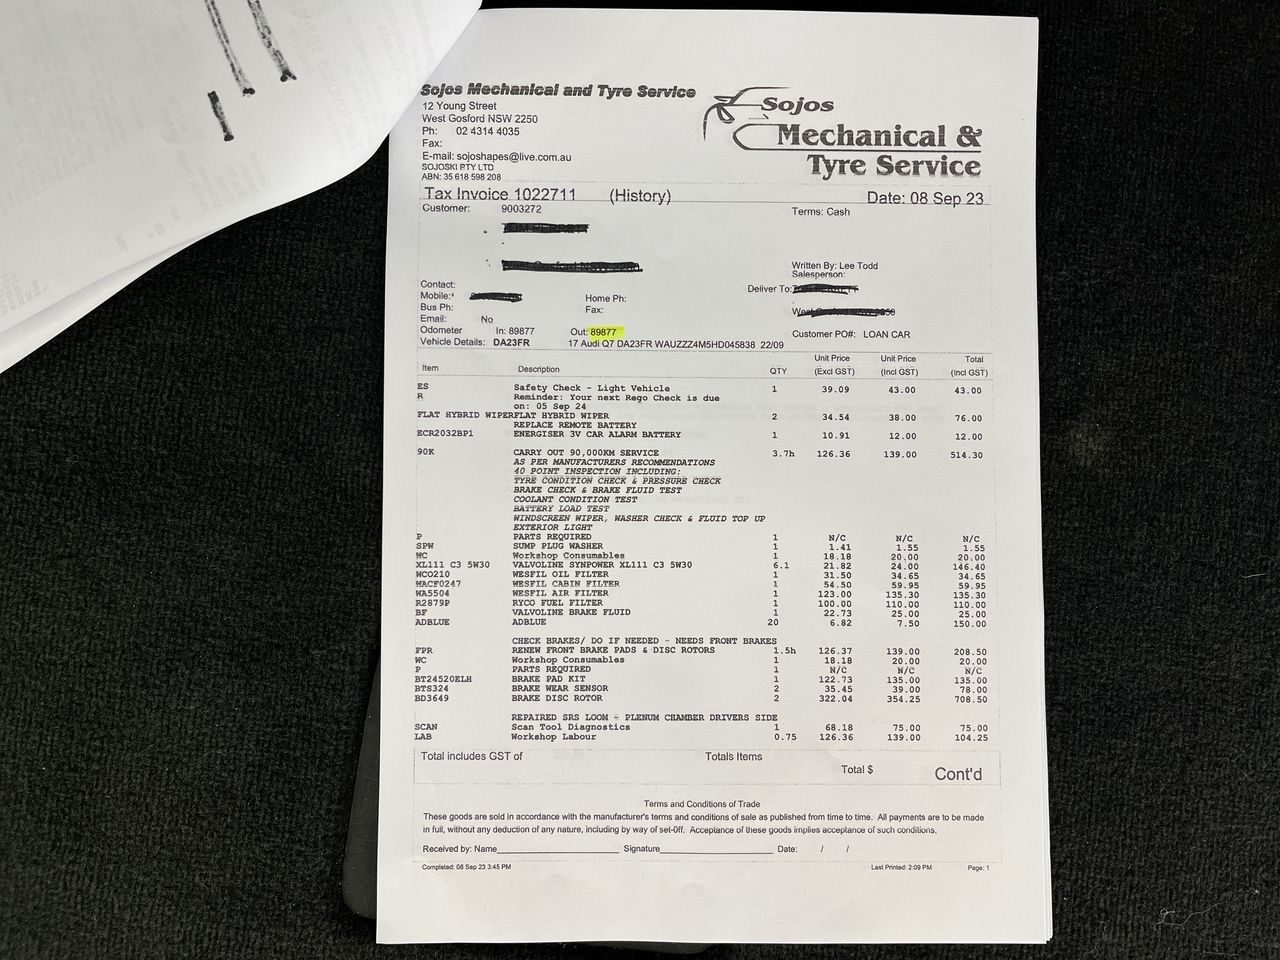 Sojos Mechanical and Tyre Service
12 Young Street
West Gosford NSW 2250
Ph: 02 4314 4035
Fax:
E-mail: sojoshapes@live.com.au
SOJOSKI PTY LTD
ABN: 35 618 598 208
Sojos
Mechanical &
Tyre Service
Tax Invoice 1022711 (History) Date: 08 Sep 23
Customer: 9003272 Terms: Cash
Written By: Lee Todd
Salesperson:
Contact: Deliver To:
Mobile: Home Ph:
Bus Ph: Fax:
Email: No
Odometer In: 89877 Out: 89877 Customer PO#: LOAN CAR
Vehicle Details: DA23FR 17 Audi Q7 DA23FR WAUZZZ4M5HD045838 22/09
Item Description QTY Unit Price (Excl GST) Unit Price (Incl GST) Total (Incl GST)
ES Safety Check - Light Vehicle 1 39.09 43.00 43.00
R Reminder: Your next Rego Check is due
on: 05 Sep 24
FLAT HYBRID WIPERFLAT HYBRID WIPER 2 34.54 38.00 76.00
REPLACE REMOTE BATTERY
ECR2032BP1 ENERGISER 3V CAR ALARM BATTERY 1 10.91 12.00 12.00
90K CARRY OUT 90,000KM SERVICE 3.7h 126.36 139.00 514.30
AS PER MANUFACTURERS RECOMMENDATIONS
40 POINT INSPECTION INCLUDING:
TYRE CONDITION CHECK & PRESSURE CHECK
BRAKE CHECK & BRAKE FLUID TEST
COOLANT CONDITION TEST
BATTERY LOAD TEST
WINDSCREEN WIPER, WASHER CHECK & FLUID TOP UP
EXTERIOR LIGHT
P PARTS REQUIRED 1 N/C N/C N/C
SPW SUMP PLUG WASHER 1 1.41 1.55 1.55
WC Workshop Consumables 1 18.18 20.00 20.00
XL111 C3 5W30 VALVOLINE SYNPOWER XL111 C3 5W30 6.1 21.82 24.00 146.40
WCO210 WESFIL OIL FILTER 1 31.50 34.65 34.65
WACF0247 WESFIL CABIN FILTER 1 54.50 59.95 59.95
WA5504 WESFIL AIR FILTER 1 123.00 135.30 135.30
R2879P RYCO FUEL FILTER 1 100.00 110.00 110.00
BF VALVOLINE BRAKE FLUID 1 22.73 25.00 25.00
ADBLUE ADBLUE 20 6.82 7.50 150.00
CHECK BRAKES/ DO IF NEEDED - NEEDS FRONT BRAKES
FPR RENEW FRONT BRAKE PADS & DISC ROTORS 1.5h 126.37 139.00 208.50
WC Workshop Consumables 1 18.18 20.00 20.00
P PARTS REQUIRED 1 N/C N/C N/C
BT24520ELH BRAKE PAD KIT 1 122.73 135.00 135.00
BTS324 BRAKE WEAR SENSOR 2 35.45 39.00 78.00
BD3649 BRAKE DISC ROTOR 2 322.04 354.25 708.50
REPAIRED SRS LOOM - PLENUM CHAMBER DRIVERS SIDE
SCAN Scan Tool Diagnostics 1 68.18 75.00 75.00
LAB Workshop Labour 0.75 126.36 139.00 104.25
Total includes GST of Totals Items
Total $ Cont'd
Terms and Conditions of Trade
These goods are sold in accordance with the manufacturer's terms and conditions of sale as published from time to time. All payments are to be made
in full, without any deduction of any nature, including by way of set-Off. Acceptance of these goods implies acceptance of such conditions.
Received by: Name Signature Date: / /
Completed: 08 Sep 23 3:45 PM Last Printed: 2:09 PM Page: 1